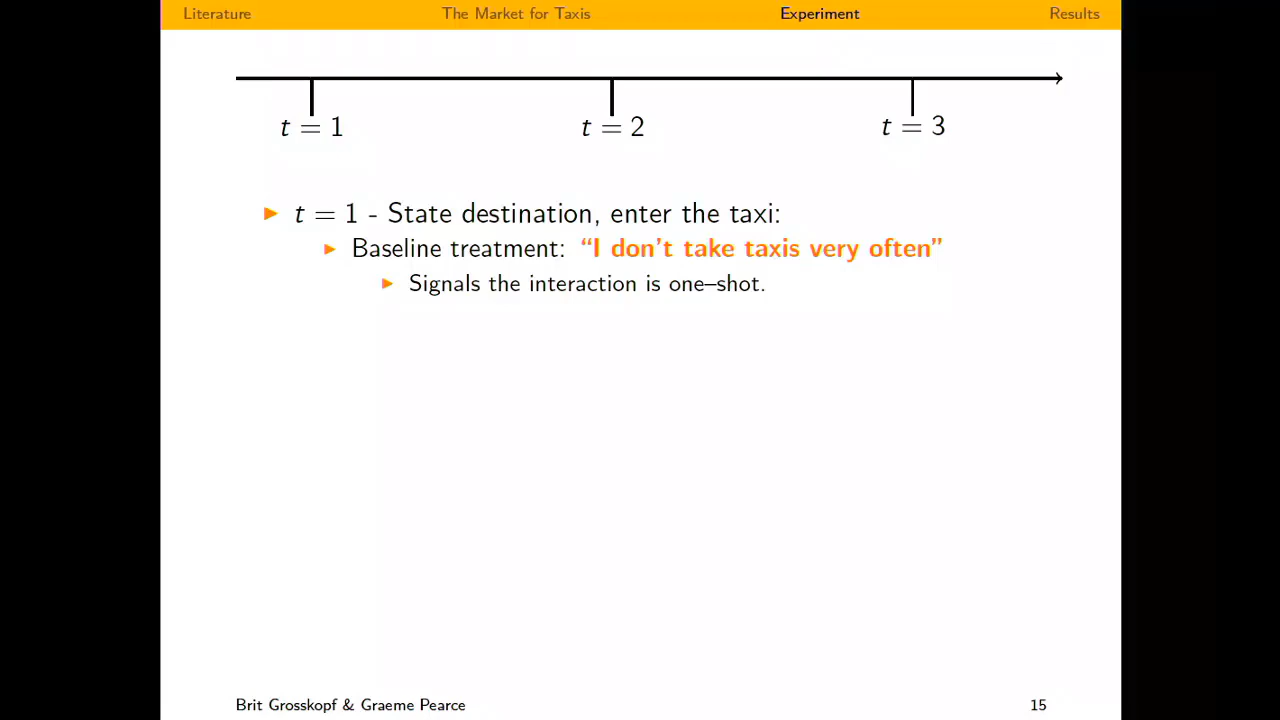 Literature The Market for Taxis Experiment Results
t = 1 t = 2 t = 3
t = 1 - State destination, enter the taxi:
Baseline treatment: “I don’t take taxis very often”
Signals the interaction is one–shot.
Brit Grosskopf & Graeme Pearce 15